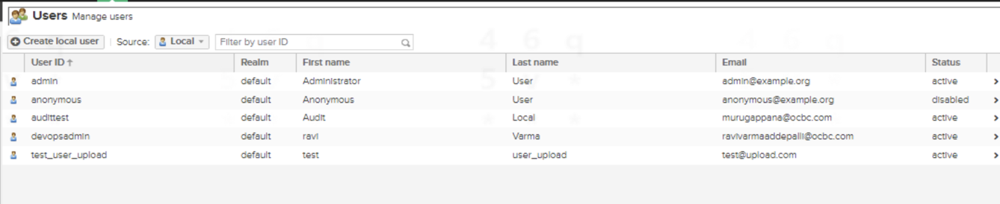 Users Manage users
Create local user Source: Local Filter by user ID
User ID Realm First name Last name Email Status
admin default Administrator User admin@example.org active
anonymous default Anonymous User anonymous@example.org disabled
audittest default Audit Local murugappana@ocbc.com active
devopsadmin default ravi Varma ravivarmaaddepalli@ocbc.com active
test_user_upload default test user_upload test@upload.com active